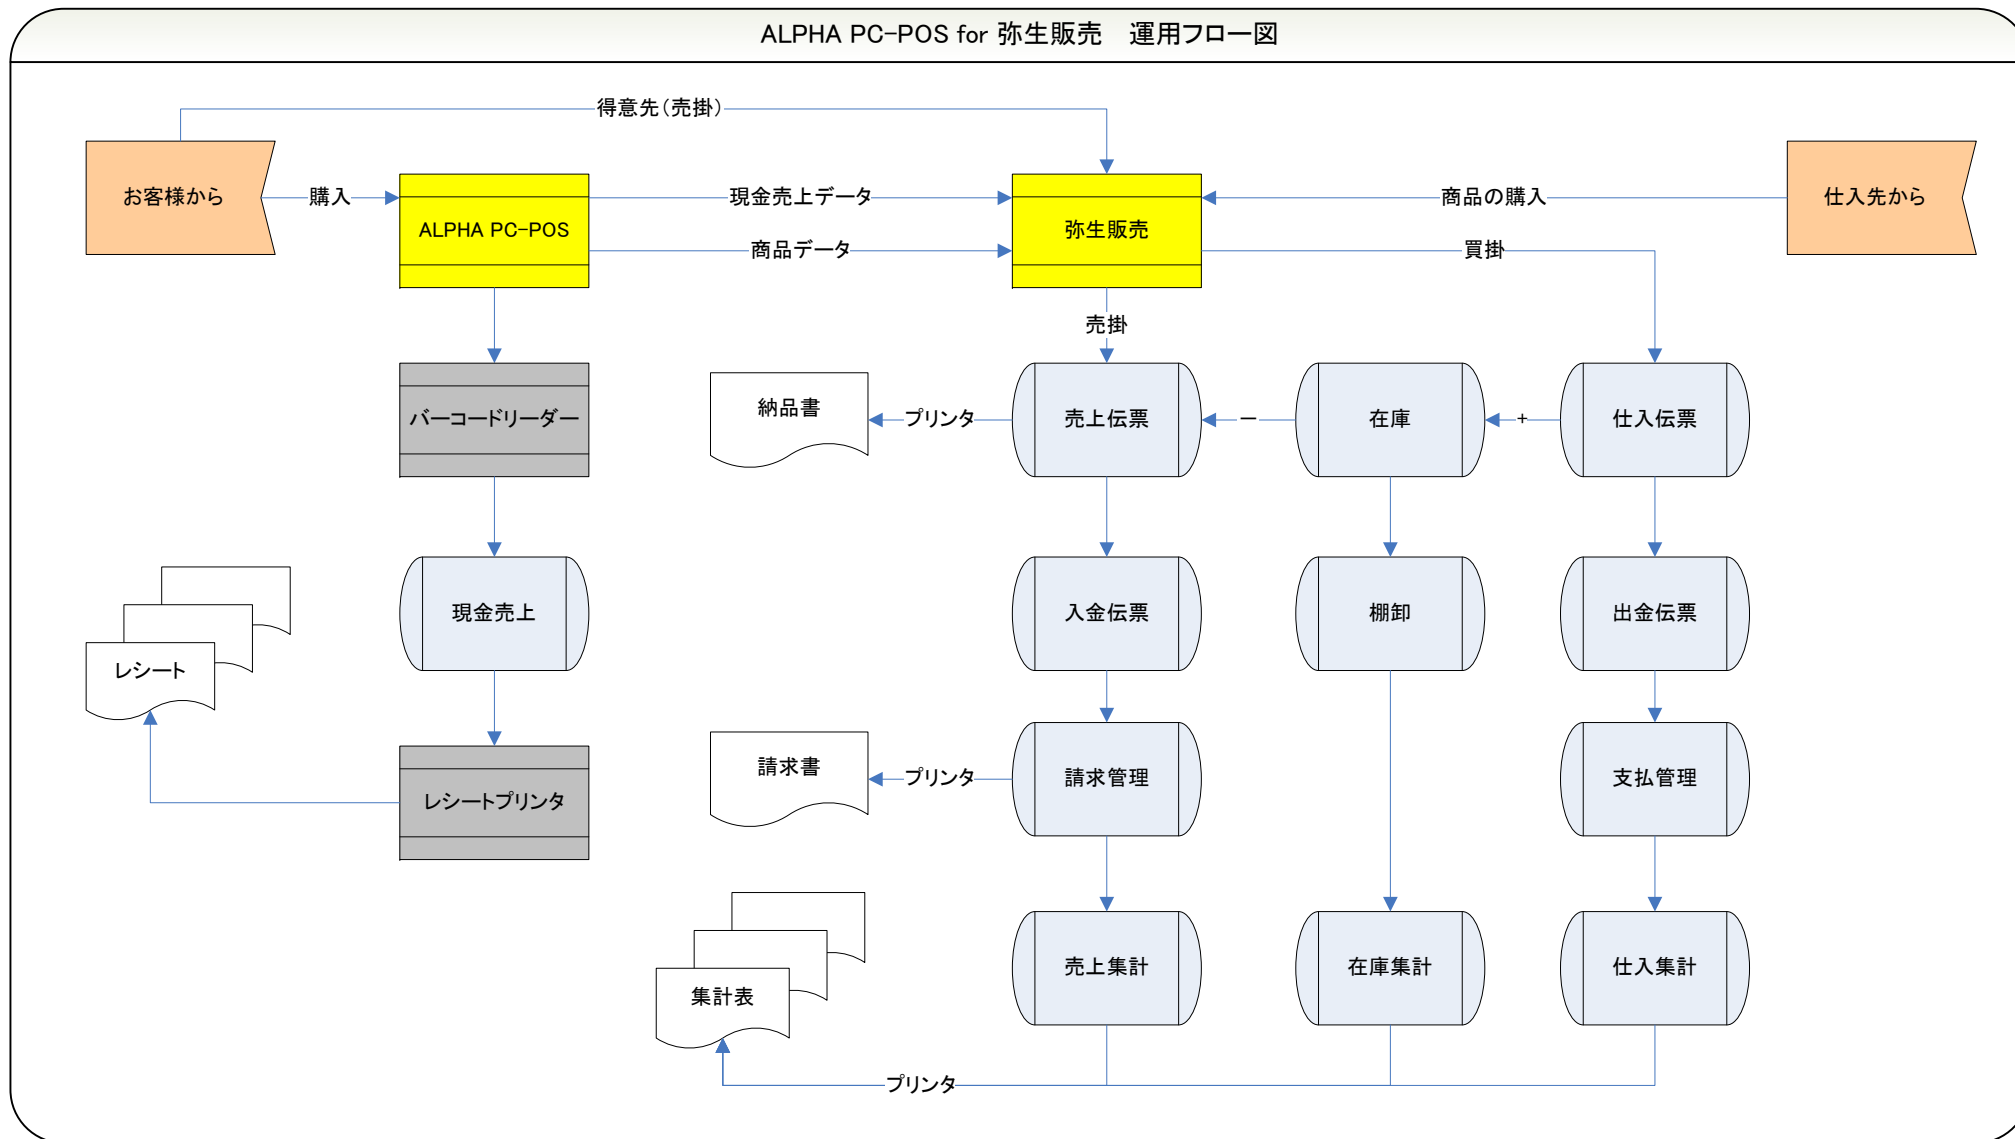 ALPHA PC-POS for 弥生販売　運用フロー図
得意先（売掛）
お客様から
購入
ALPHA PC-POS
現金売上データ
商品データ
弥生販売
商品の購入
仕入先から
買掛
売掛
バーコードリーダー
納品書
プリンタ
売上伝票
－
在庫
+
仕入伝票
現金売上
入金伝票
棚卸
出金伝票
レシート
レシートプリンタ
請求書
プリンタ
請求管理
支払管理
集計表
売上集計
在庫集計
仕入集計
プリンタ